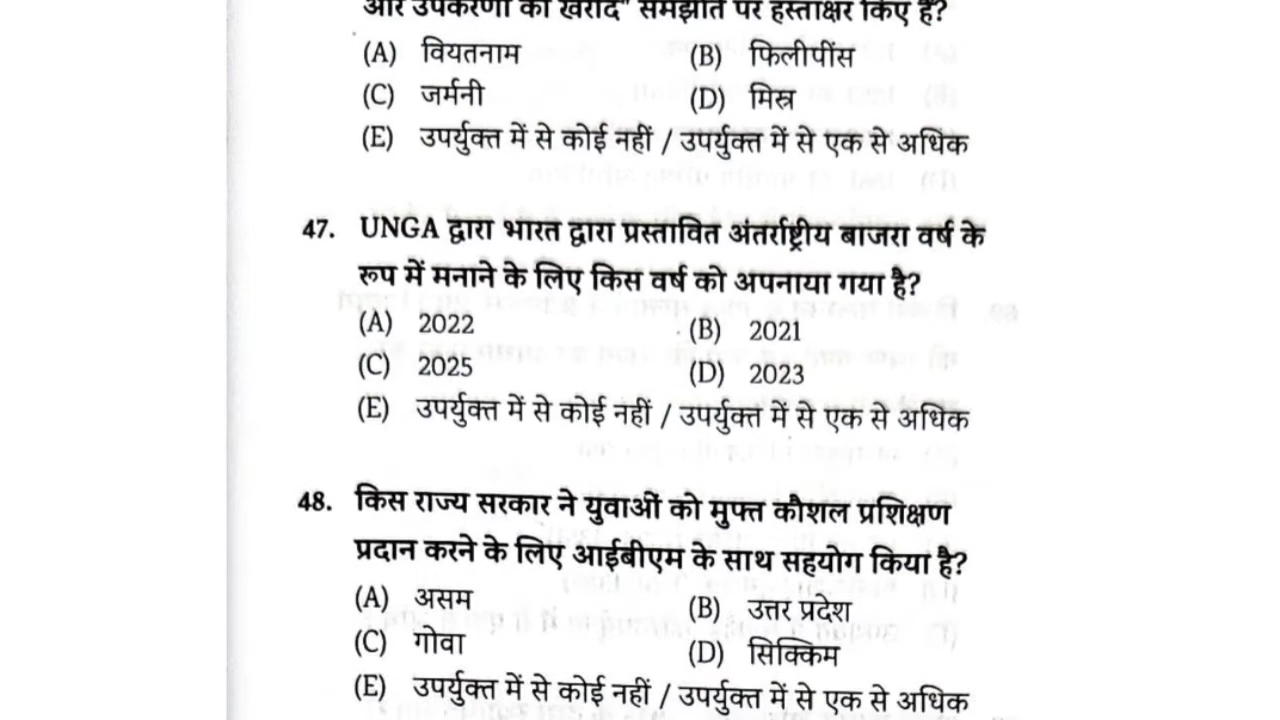 और उपकरणों की खरीद" समझौते पर हस्ताक्षर किए हैं?
(A) वियतनाम (B) फिलीपींस
(C) जर्मनी (D) मिस्र
(E) उपर्युक्त में से कोई नहीं / उपर्युक्त में से एक से अधिक
47. UNGA द्वारा भारत द्वारा प्रस्तावित अंतर्राष्ट्रीय बाजरा वर्ष के
रूप में मनाने के लिए किस वर्ष को अपनाया गया है?
(A) 2022 (B) 2021
(C) 2025 (D) 2023
(E) उपर्युक्त में से कोई नहीं / उपर्युक्त में से एक से अधिक
48. किस राज्य सरकार ने युवाओं को मुफ्त कौशल प्रशिक्षण
प्रदान करने के लिए आईबीएम के साथ सहयोग किया है?
(A) असम (B) उत्तर प्रदेश
(C) गोवा (D) सिक्किम
(E) उपर्युक्त में से कोई नहीं / उपर्युक्त में से एक से अधिक